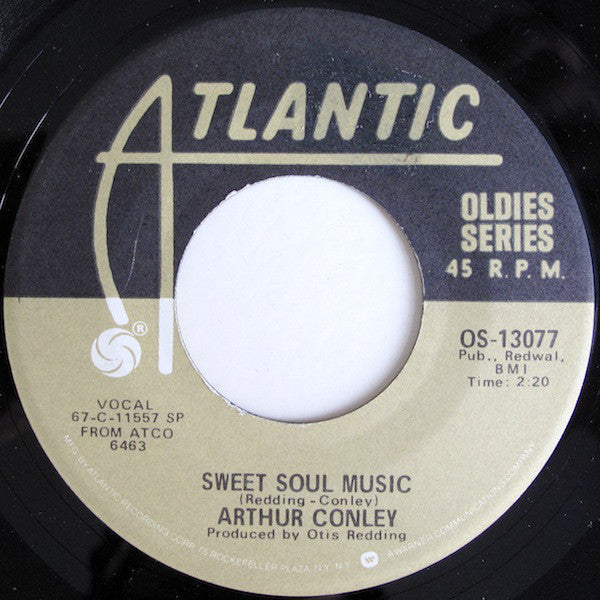 ATLANTIC
OLDIES
SERIES
45 R.P.M.
®
OS-13077
Pub., Redwal,
BMI
Time: 2:20
VOCAL
67-C-11557 SP
FROM ATCO
6463
SWEET SOUL MUSIC
(Redding-Conley)
ARTHUR CONLEY
Produced by Otis Redding
MFG. BY ATLANTIC RECORDING CORP. 75 ROCKEFELLER PLAZA, N.Y. N.Y. A WARNER COMMUNICATIONS COMPANY